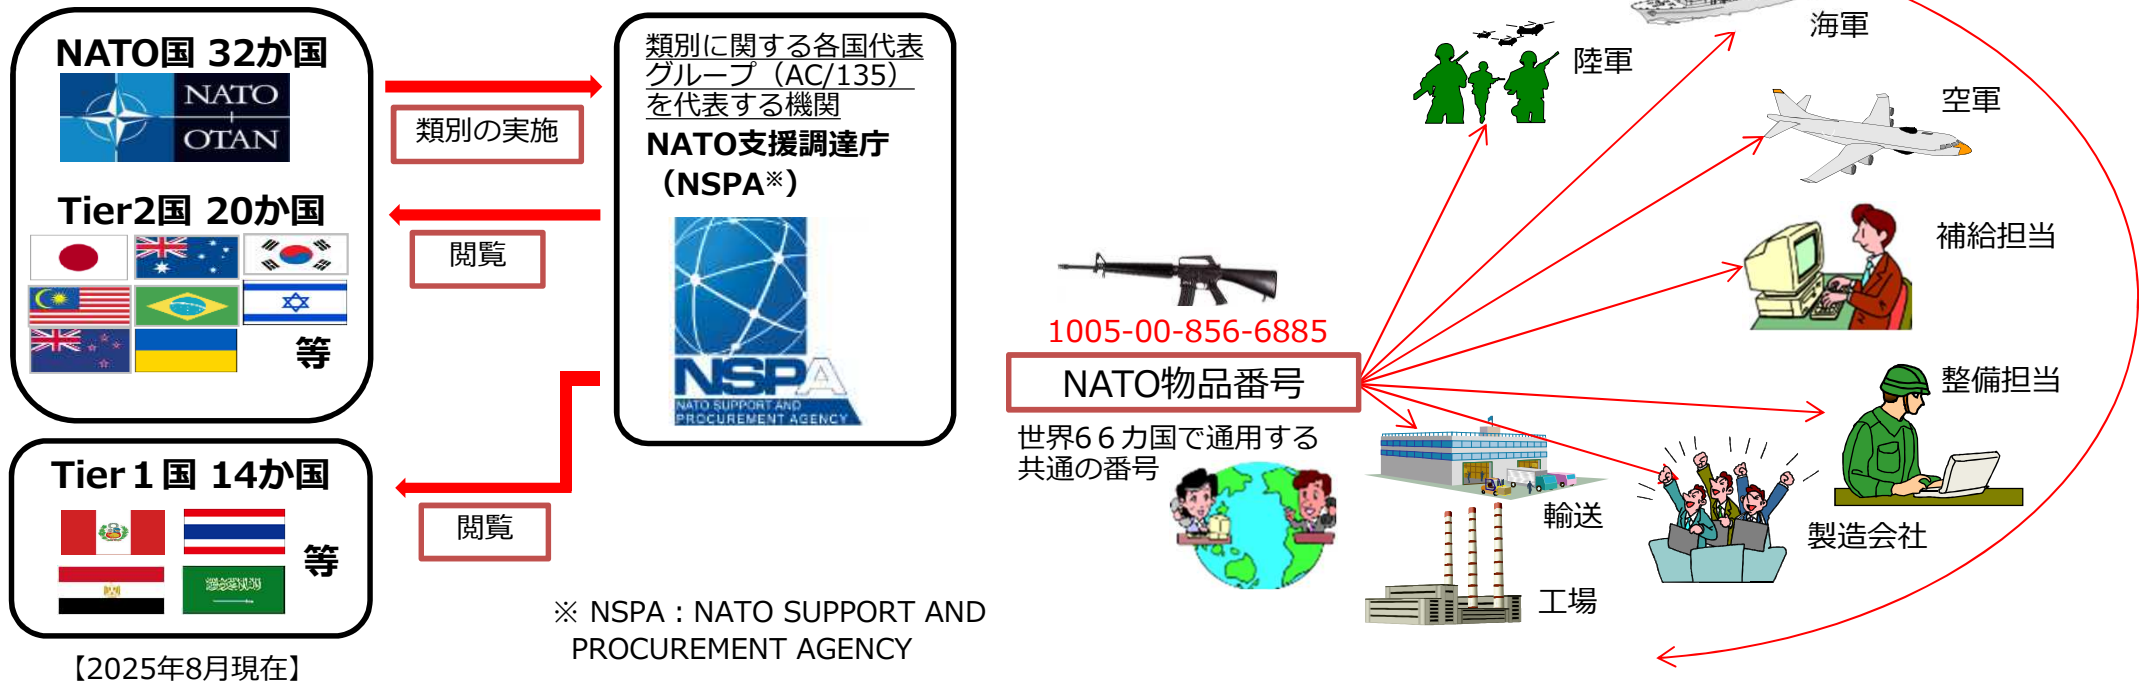 NATO国 32か国
NATO
OTAN
Tier2国 20か国
等
Tier１国 14か国
等
【2025年8月現在】
類別の実施
閲覧
閲覧
類別に関する各国代表
グループ（AC/135）
を代表する機関
NATO支援調達庁
（NSPA※）
NSPA
NATO SUPPORT AND
PROCUREMENT AGENCY
※ NSPA：NATO SUPPORT AND
PROCUREMENT AGENCY
1005-00-856-6885
NATO物品番号
世界6６カ国で通用する
共通の番号
陸軍
海軍
空軍
補給担当
整備担当
製造会社
輸送
工場